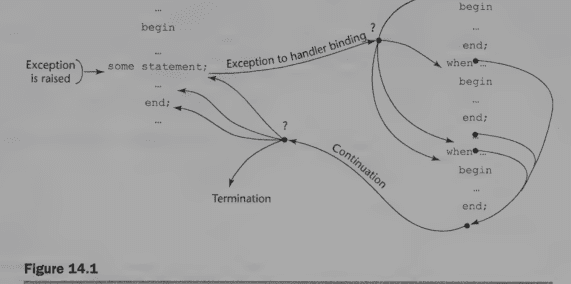 ...
begin
...
Exception
is raised
some statement;
...
end;
...
Exception to handler binding
?
begin
...
end;
when ...
begin
...
end;
when ...
begin
...
end;
?
Continuation
Termination
Figure 14.1